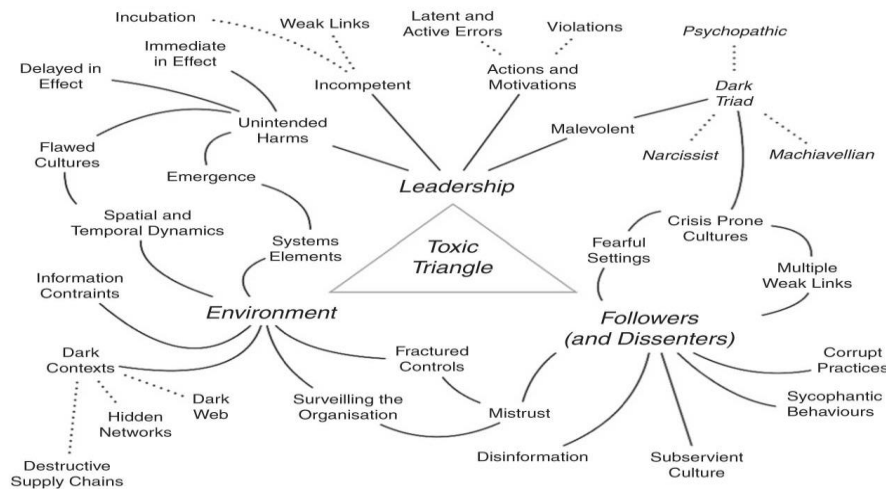 Incubation
Weak Links
Latent and
Active Errors
Violations
Psychopathic
Immediate
in Effect
Delayed in
Effect
Incompetent
Actions and
Motivations
Dark
Triad
Unintended
Harms
Malevolent
Flawed
Cultures
Narcissist
Machiavellian
Emergence
Leadership
Spatial and
Temporal Dynamics
Crisis Prone
Cultures
Systems
Elements
Toxic
Triangle
Fearful
Settings
Information
Contraints
Multiple
Weak Links
Environment
Followers
(and Dissenters)
Dark
Contexts
Fractured
Controls
Corrupt
Practices
Dark
Web
Surveilling the
Organisation
Mistrust
Sycophantic
Behaviours
Hidden
Networks
Disinformation
Subservient
Culture
Destructive
Supply Chains